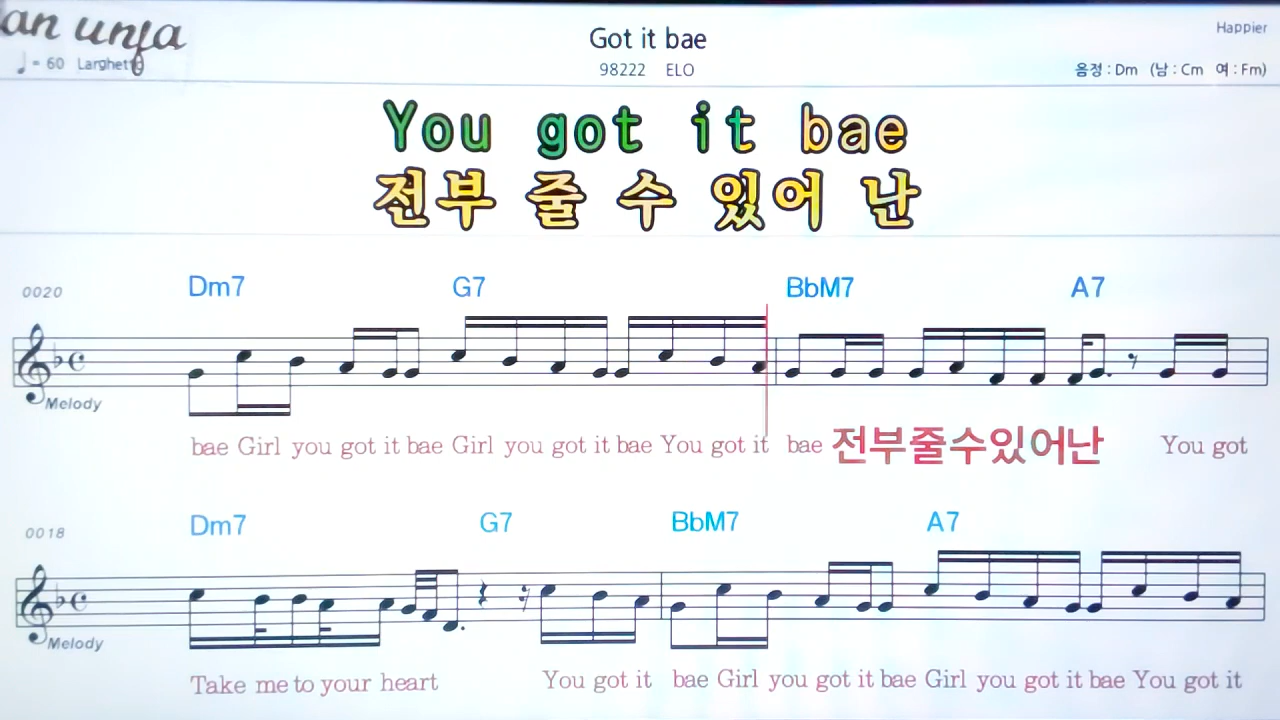 an unfa
Got it bae
Happier
♩= 60 Larghetto
98222 ELO
음정 : Dm (남 : Cm 여 : Fm)
You got it bae
전부 줄 수 있어 난
0020 Dm7 G7 BbM7 A7
Melody
bae Girl you got it bae Girl you got it bae You got it bae 전부줄수있어난 You got
0018 Dm7 G7 BbM7 A7
Melody
Take me to your heart You got it bae Girl you got it bae Girl you got it bae You got it